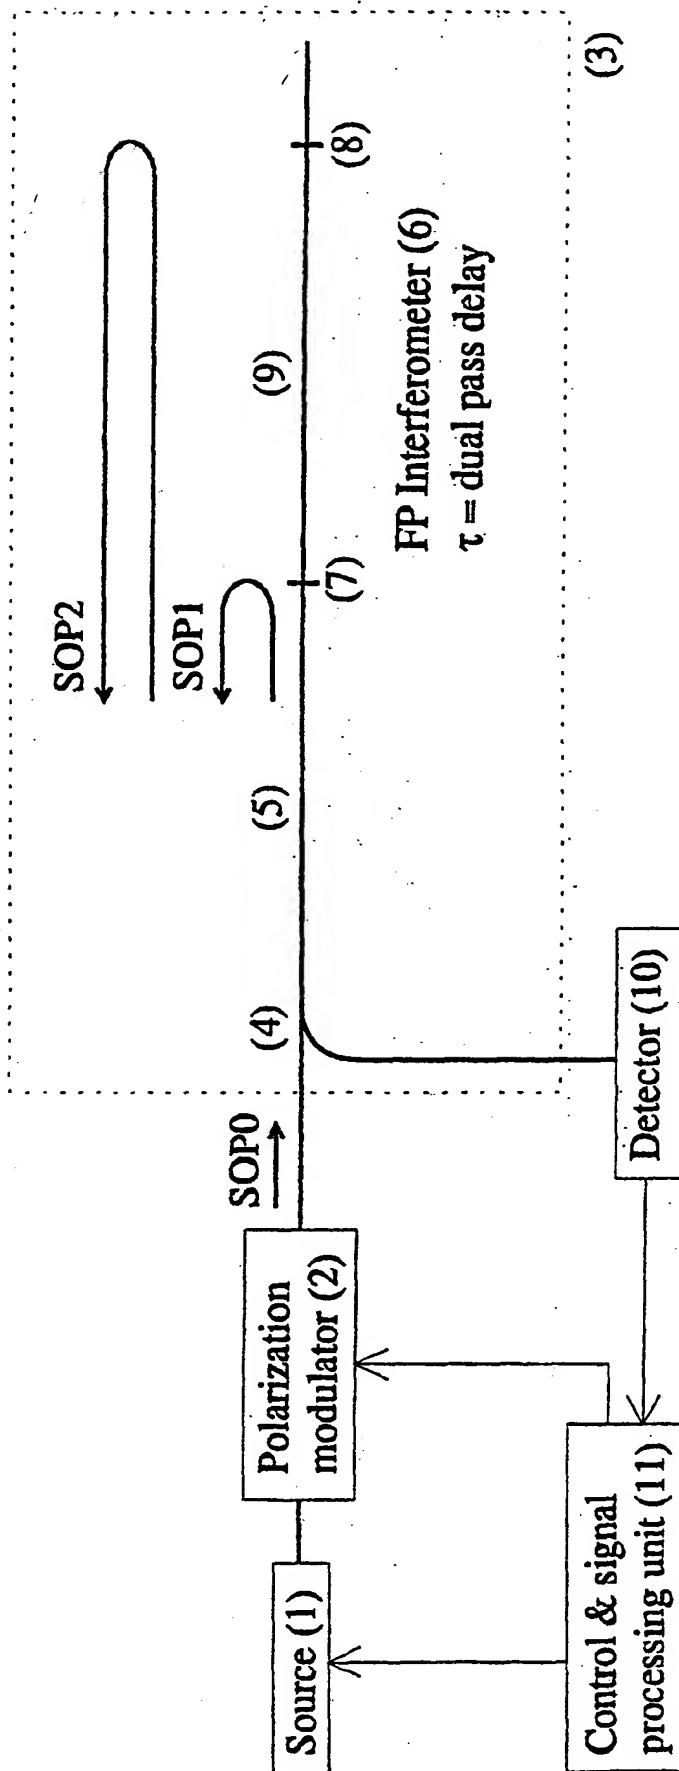 SOP2
SOP1
(8)
(9)
(7)
(3)
FP Interferometer (6)
τ = dual pass delay
(5)
(4)
SOP0
Polarization
modulator (2)
Source (1)
Detector (10)
Control & signal
processing unit (11)